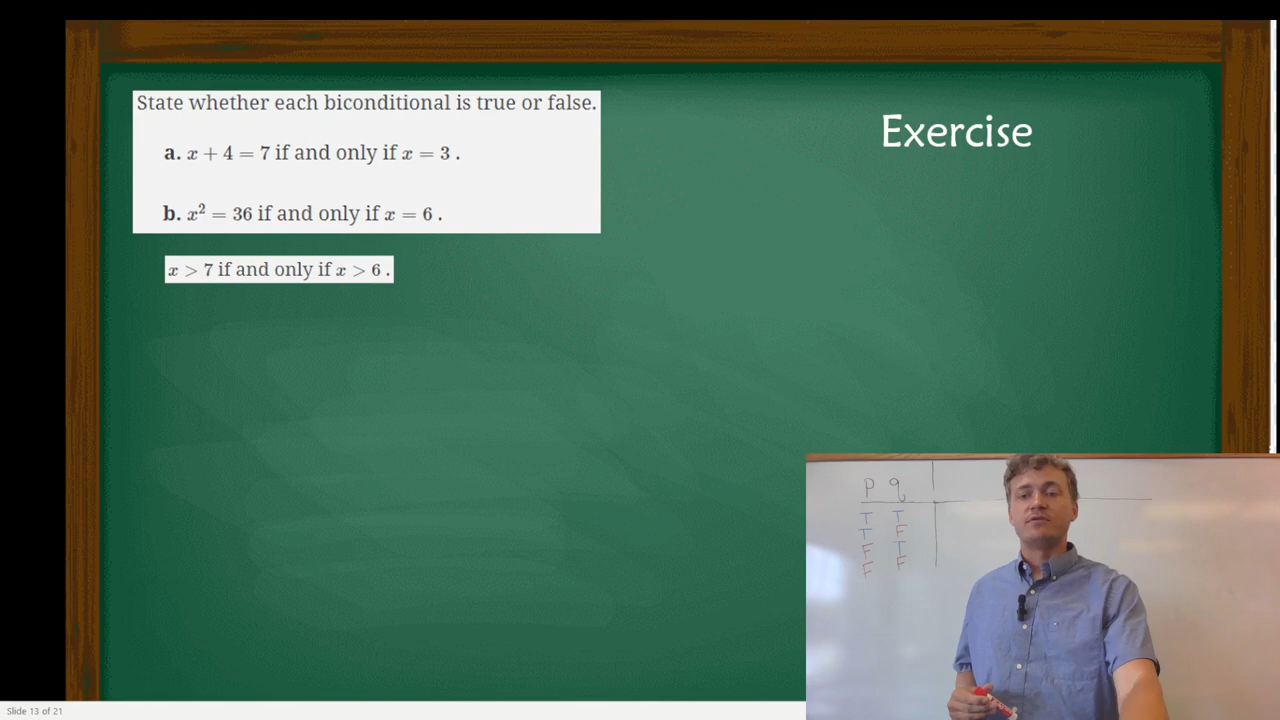 State whether each biconditional is true or false.
Exercise
a. x + 4 = 7 if and only if x = 3 .
b. x² = 36 if and only if x = 6 .
x > 7 if and only if x > 6 .
p q
T T
T F
F T
F F
Slide 13 of 21